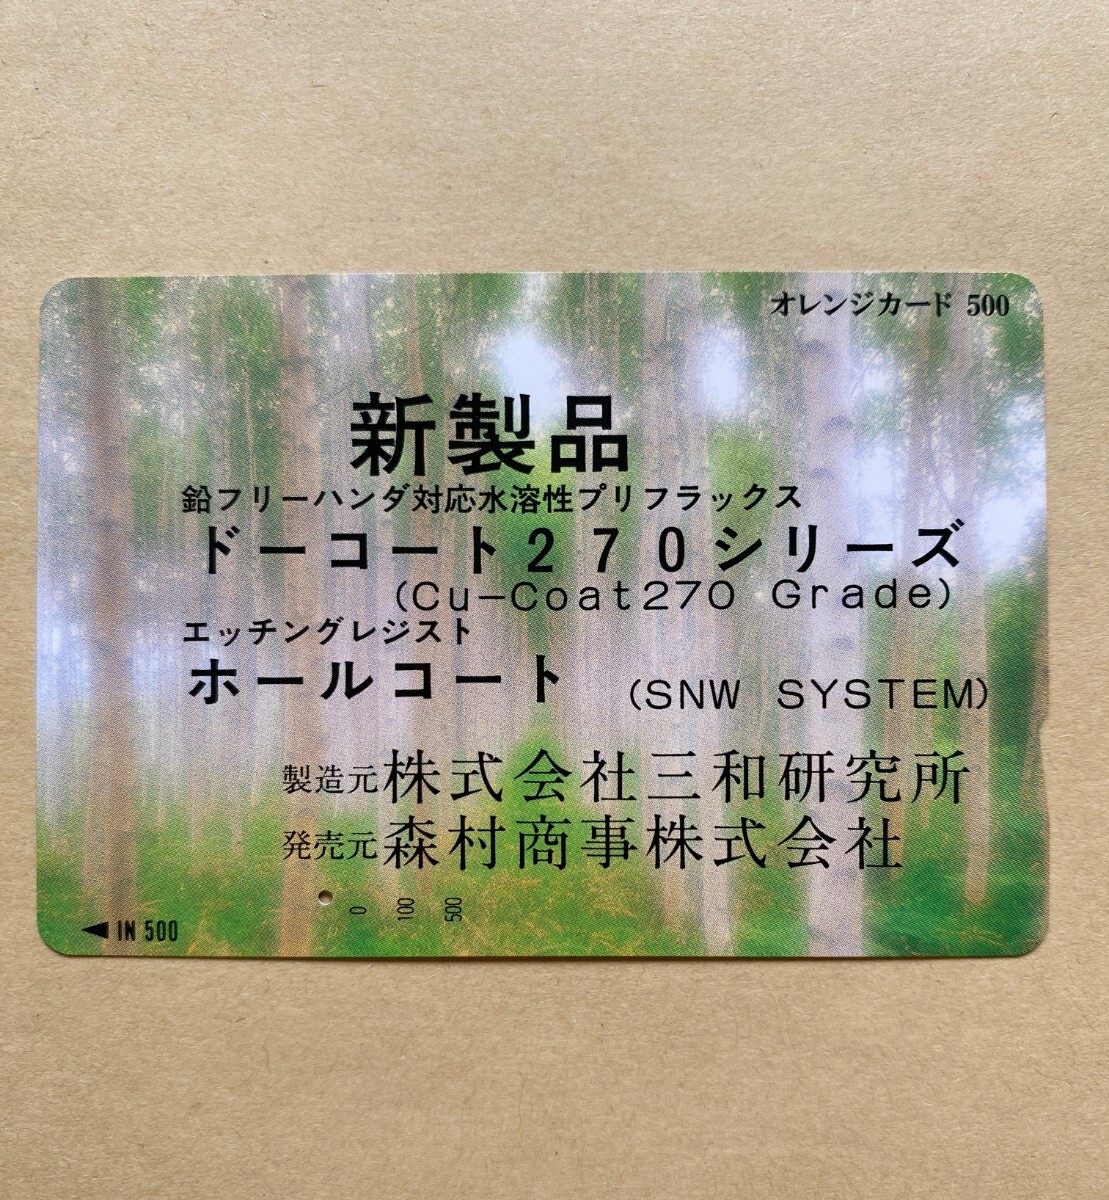 オレンジカード 500
新製品
鉛フリーハンダ対応水溶性プリフラックス
ドーコート270シリーズ
(Cu-Coat270 Grade)
エッチングレジスト
ホールコート (SNW SYSTEM)
製造元 株式会社三和研究所
発売元 森村商事株式会社
0 100 500
◀ IN 500